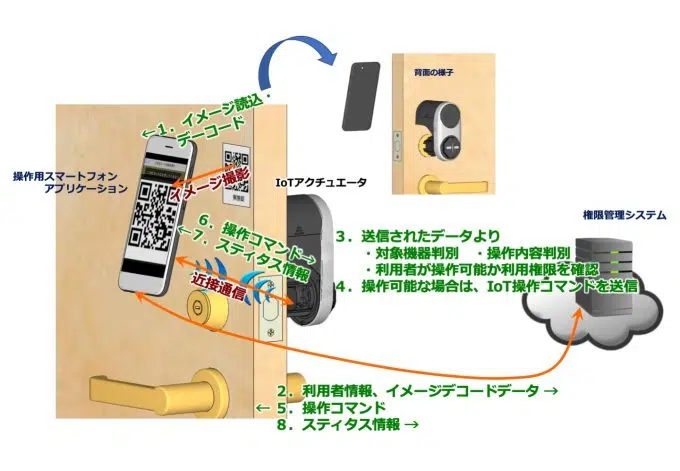 背面の様子
←１．イメージ読込・
デーコード
操作用スマートフォン
アプリケーション
イメージ撮影
IoTアクチュエータ
権限管理システム
６．操作コマンド→
←７．スティタス情報
近接通信
３．送信されたデータより
・対象機器判別　・操作内容判別
・利用者が操作可能か利用権限を確認
４．操作可能な場合は、IoT操作コマンドを送信
２．利用者情報、イメージデコードデータ →
← ５．操作コマンド
８．スティタス情報 →